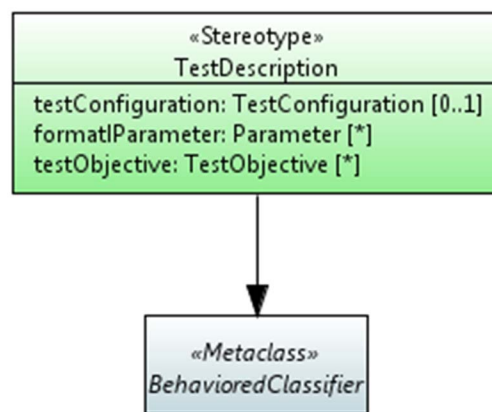 «Stereotype»
TestDescription
testConfiguration: TestConfiguration [0..1]
formatlParameter: Parameter [*]
testObjective: TestObjective [*]
«Metaclass»
BehavioredClassifier